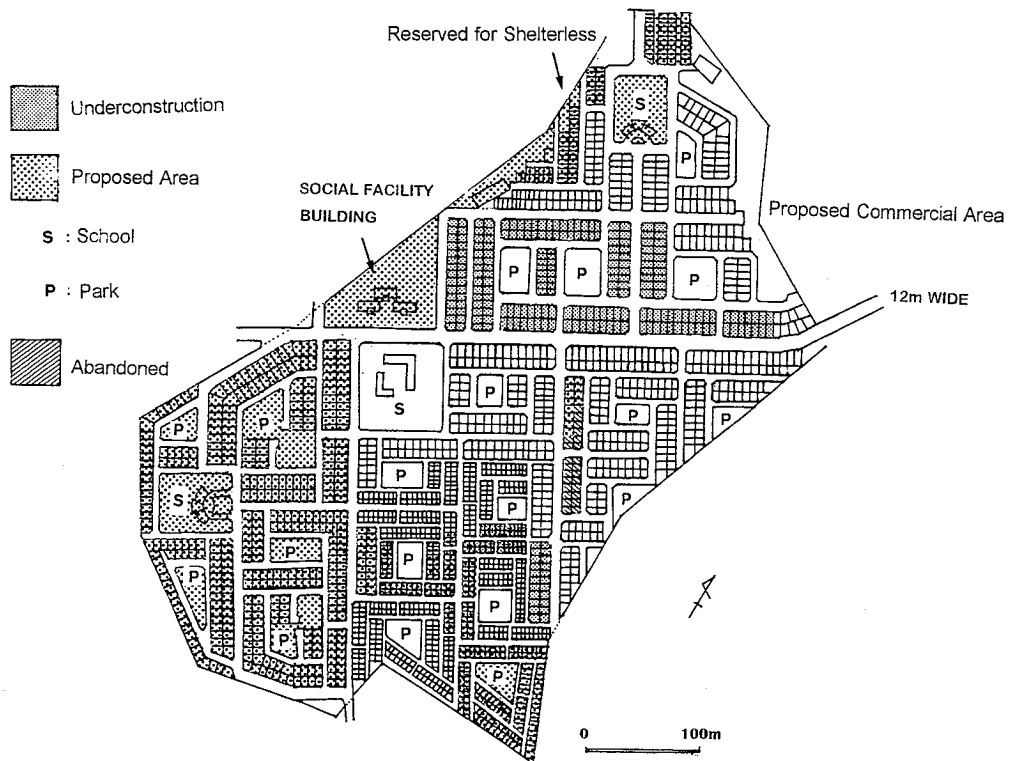 Reserved for Shelterless
Underconstruction
Proposed Area
S : School
P : Park
Abandoned
SOCIAL FACILITY
BUILDING
Proposed Commercial Area
12m WIDE
S
P
P
P
P
S
P
P
P
P
P
P
S
P
P
P
P
P
P
P
P
P
P
0 100m